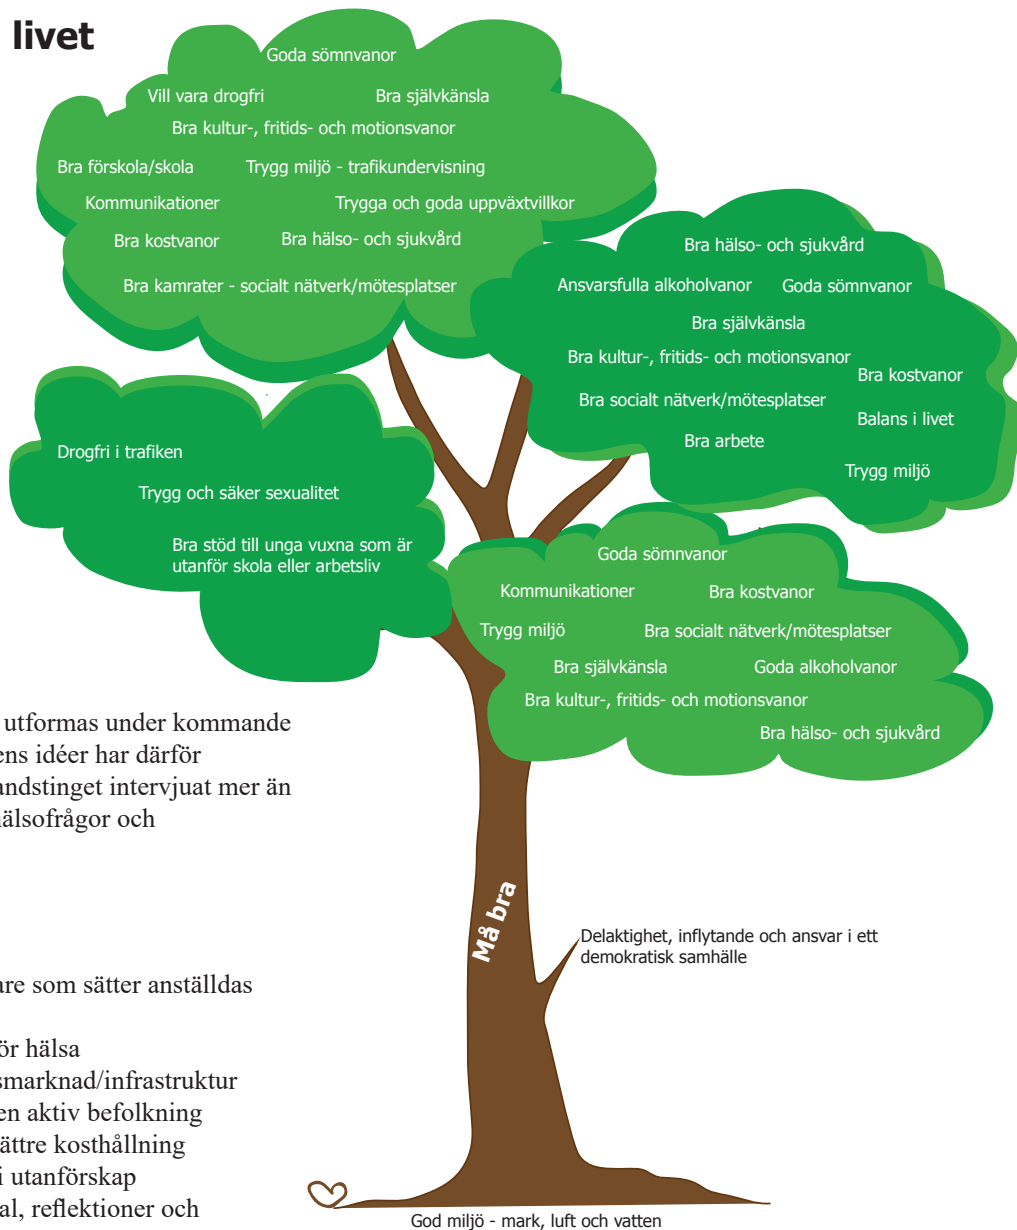 livet
Goda sömnvanor
Vill vara drogfri
Bra självkänsla
Bra kultur-, fritids- och motionsvanor
Bra förskola/skola
Trygg miljö - trafikundervisning
Kommunikationer
Trygga och goda uppväxtvillkor
Bra kostvanor
Bra hälso- och sjukvård
Bra kamrater - socialt nätverk/mötesplatser
Bra hälso- och sjukvård
Ansvarsfulla alkoholvanor
Goda sömnvanor
Bra självkänsla
Bra kultur-, fritids- och motionsvanor
Bra kostvanor
Bra socialt nätverk/mötesplatser
Balans i livet
Bra arbete
Trygg miljö
Drogfri i trafiken
Trygg och säker sexualitet
Bra stöd till unga vuxna som är
utanför skola eller arbetsliv
Goda sömnvanor
Kommunikationer
Bra kostvanor
Trygg miljö
Bra socialt nätverk/mötesplatser
Bra självkänsla
Goda alkoholvanor
Bra kultur-, fritids- och motionsvanor
Bra hälso- och sjukvård
utformas under kommande
ens idéer har därför
andstinget intervjuat mer än
hälsofrågor och
Må bra
Delaktighet, inflytande och ansvar i ett
demokratisk samhälle
are som sätter anställdas
ör hälsa
smarknad/infrastruktur
en aktiv befolkning
ättre kosthållning
i utanförskap
al, reflektioner och
God miljö - mark, luft och vatten